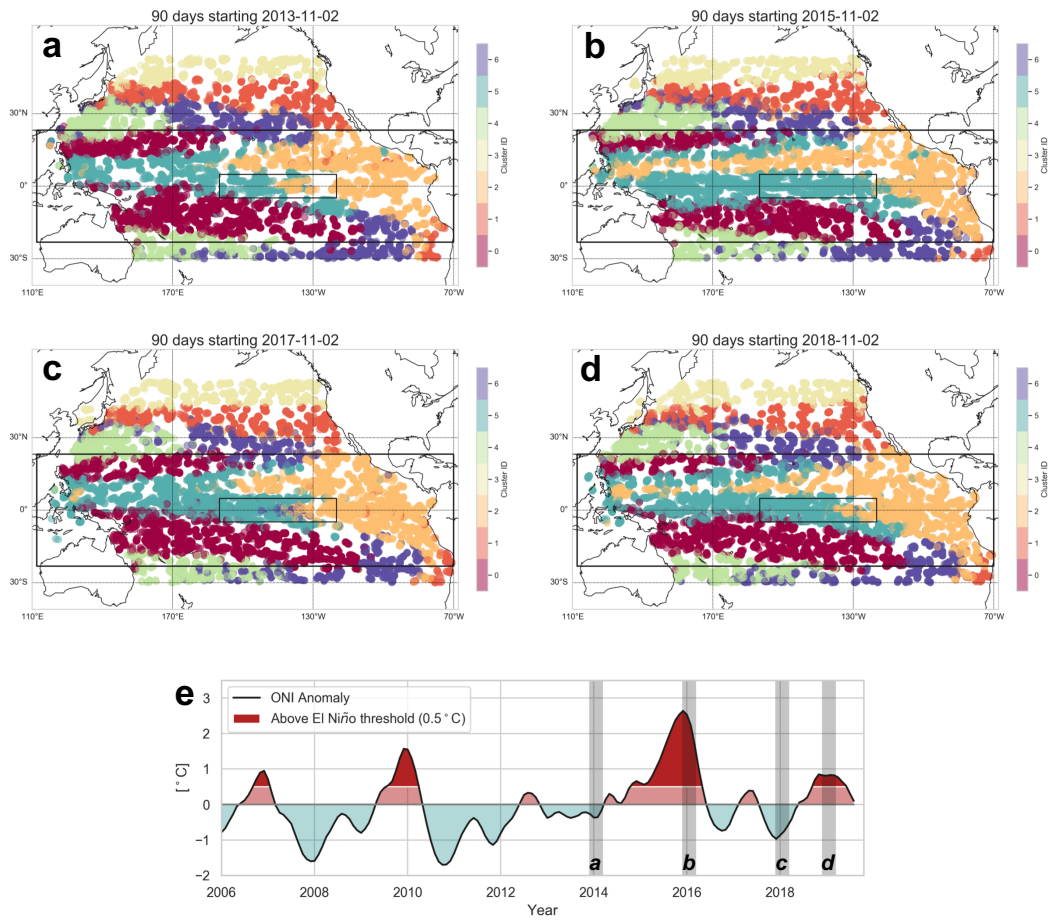 90 days starting 2013-11-02
a
30°N
0°
30°S
110°E 170°E 130°W 70°W
6
5
4
3
2
1
0
Cluster ID
90 days starting 2015-11-02
b
30°N
0°
30°S
110°E 170°E 130°W 70°W
6
5
4
3
2
1
0
Cluster ID
90 days starting 2017-11-02
c
30°N
0°
30°S
110°E 170°E 130°W 70°W
6
5
4
3
2
1
0
Cluster ID
90 days starting 2018-11-02
d
30°N
0°
30°S
110°E 170°E 130°W 70°W
6
5
4
3
2
1
0
Cluster ID
e
ONI Anomaly
Above El Niño threshold (0.5°C)
[°C]
3
2
1
0
−1
−2
a b c d
2006 2008 2010 2012 2014 2016 2018
Year